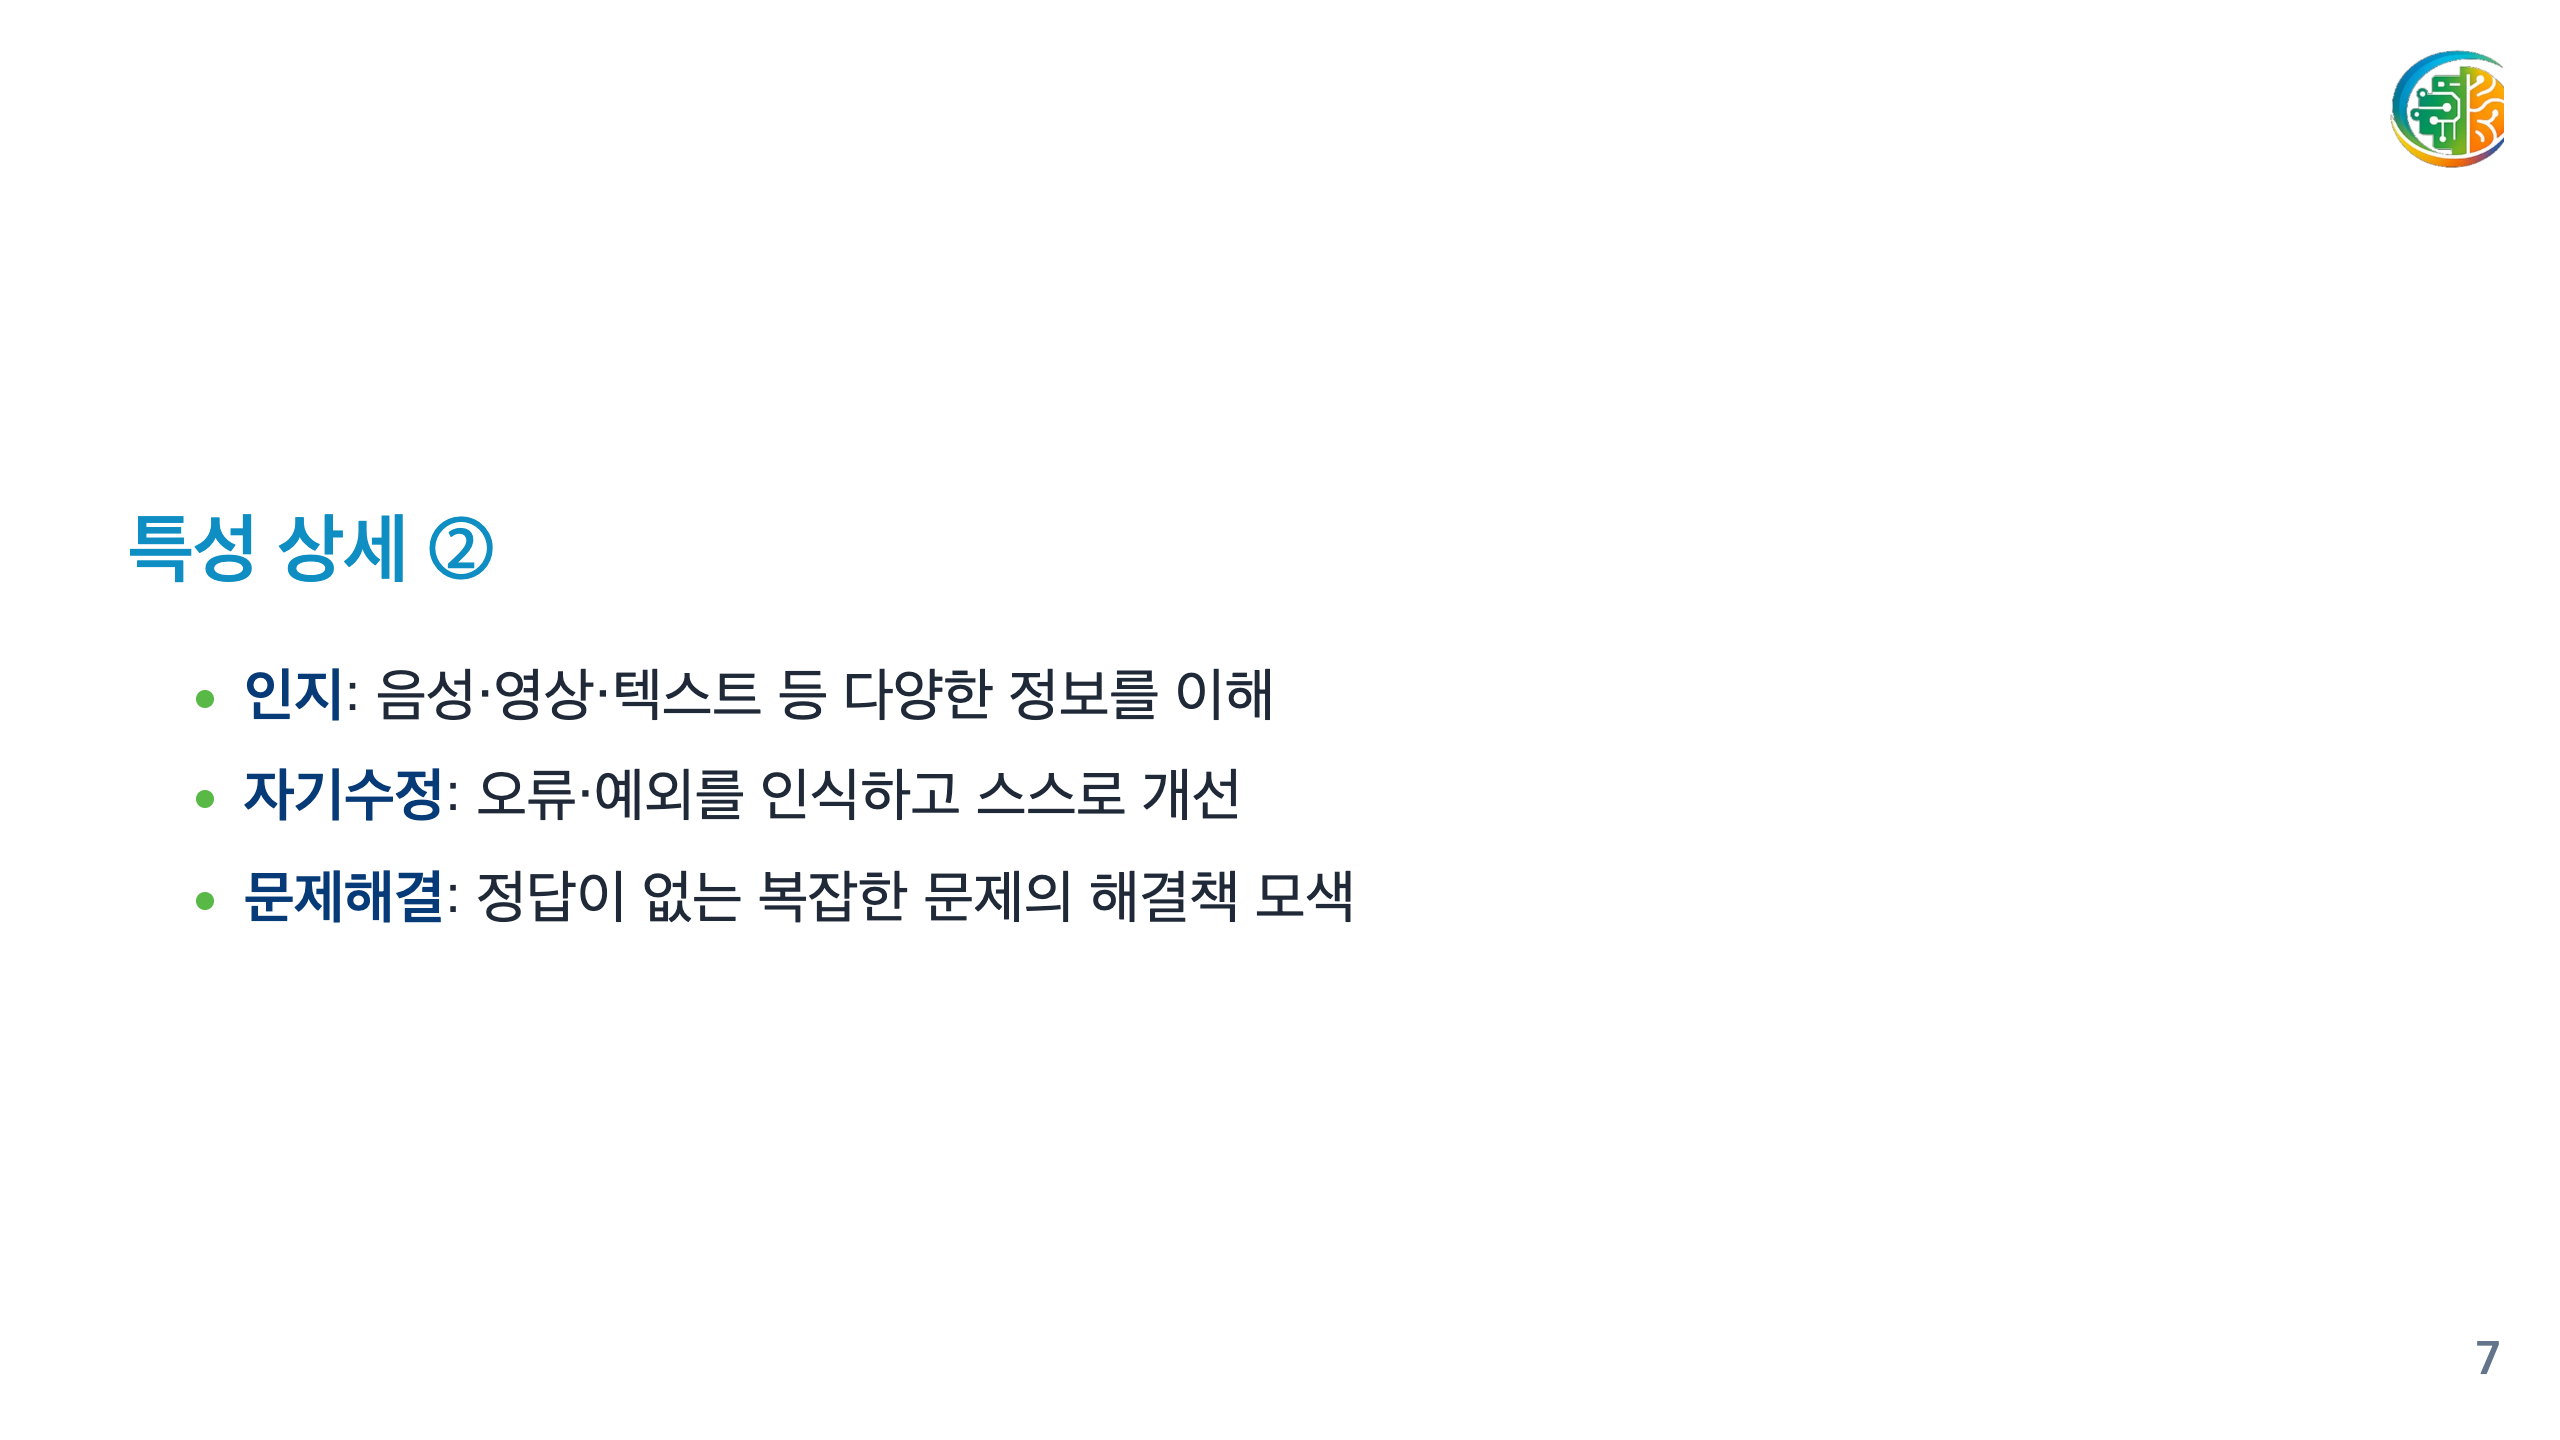 특성 상세 ②
• 인지: 음성·영상·텍스트 등 다양한 정보를 이해
• 자기수정: 오류·예외를 인식하고 스스로 개선
• 문제해결: 정답이 없는 복잡한 문제의 해결책 모색
7